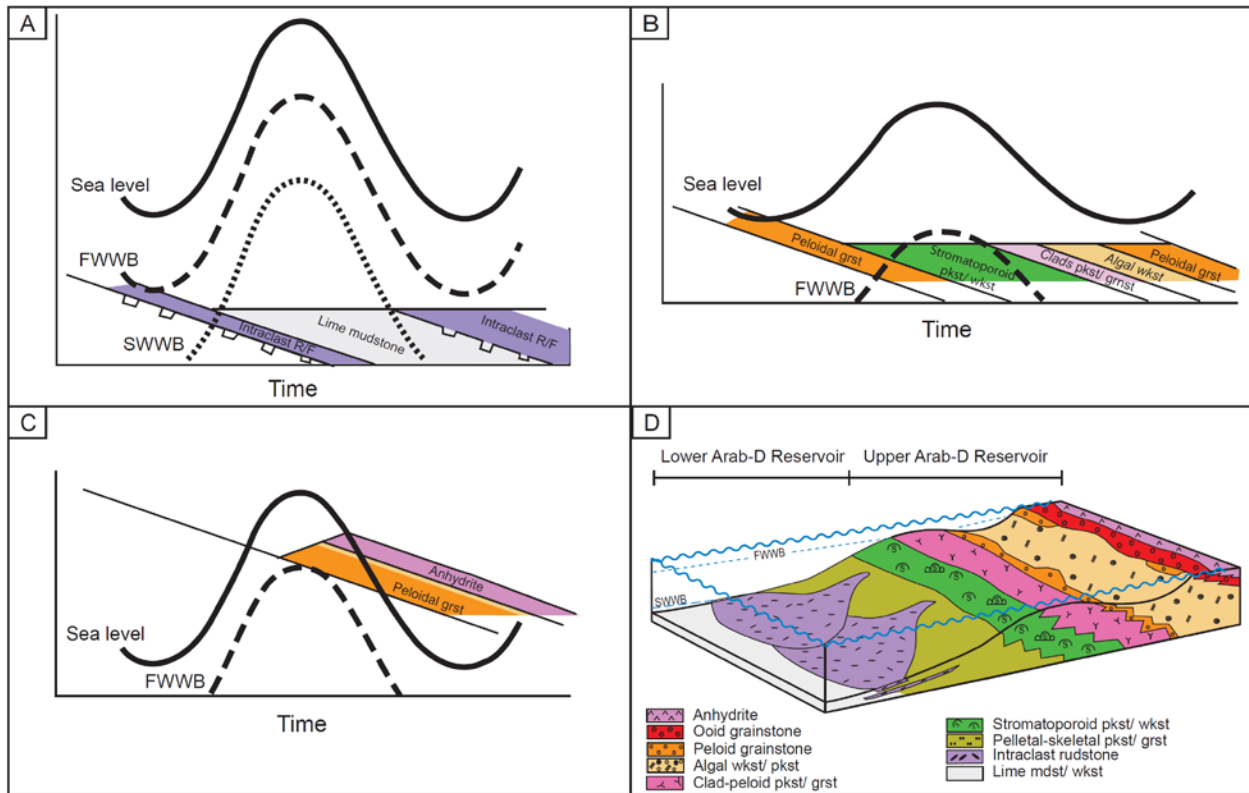 A
Sea level
FWWB
SWWB
Intraclast R/F
Lime mudstone
Intraclast R/F
Time
B
Sea level
Peloidal grst
Stromatoporoid
pkst/ wkst
Clads pkst/ grnst
Algal wkst
Peloidal grst
FWWB
Time
C
Sea level
FWWB
Anhydrite
Peloidal grst
Time
D
Lower Arab-D Reservoir
Upper Arab-D Reservoir
FWWB
SWWB
Anhydrite
Ooid grainstone
Peloid grainstone
Algal wkst/ pkst
Clad-peloid pkst/ grst
Stromatoporoid pkst/ wkst
Pelletal-skeletal pkst/ grst
Intraclast rudstone
Lime mdst/ wkst